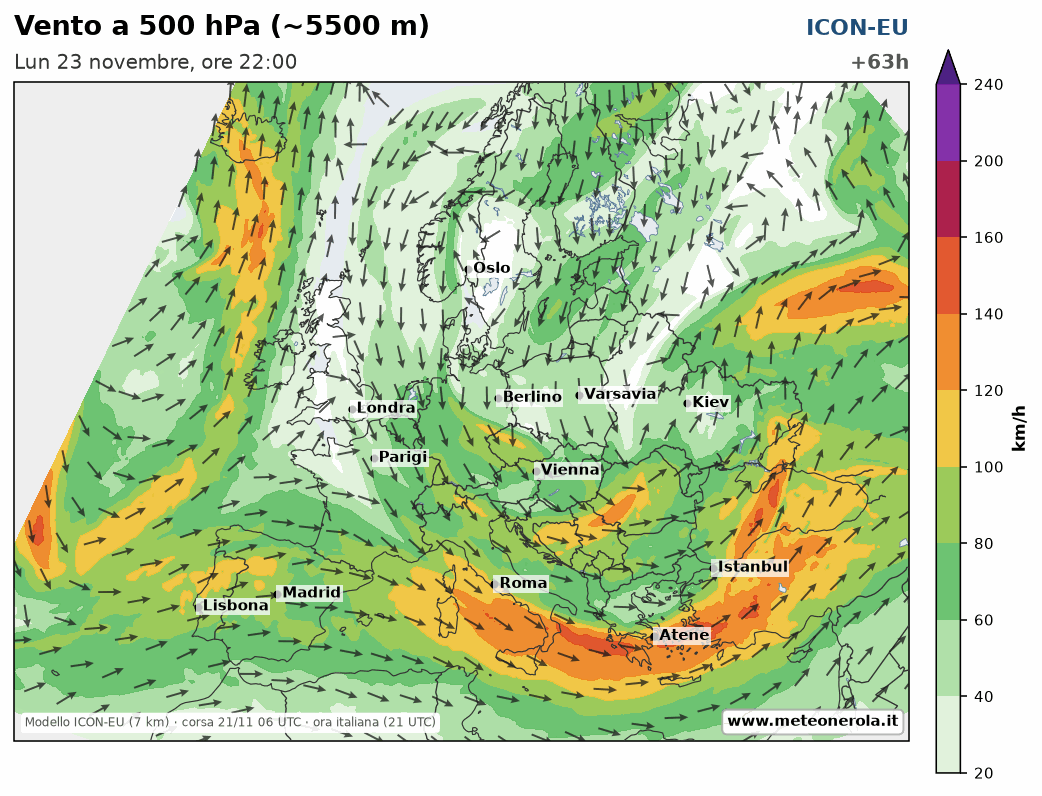 Vento a 500 hPa (~5500 m)
ICON-EU
Lun 23 novembre, ore 22:00
+63h
240
200
160
140
120
100
80
60
40
20
km/h
Oslo
Londra
Berlino
Varsavia
Kiev
Parigi
Vienna
Istanbul
Roma
Madrid
Lisbona
Atene
Modello ICON-EU (7 km) · corsa 21/11 06 UTC · ora italiana (21 UTC)
www.meteonerola.it